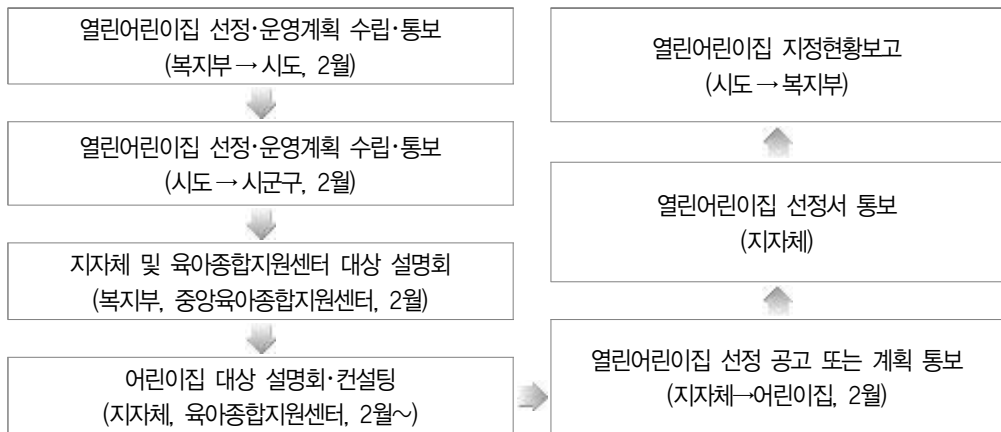 열린어린이집 선정·운영계획 수립·통보
(복지부 → 시도, 2월)
열린어린이집 선정·운영계획 수립·통보
(시도 → 시군구, 2월)
지자체 및 육아종합지원센터 대상 설명회
(복지부, 중앙육아종합지원센터, 2월)
어린이집 대상 설명회·컨설팅
(지자체, 육아종합지원센터, 2월~)
열린어린이집 선정 공고 또는 계획 통보
(지자체→어린이집, 2월)
열린어린이집 선정서 통보
(지자체)
열린어린이집 지정현황보고
(시도 → 복지부)